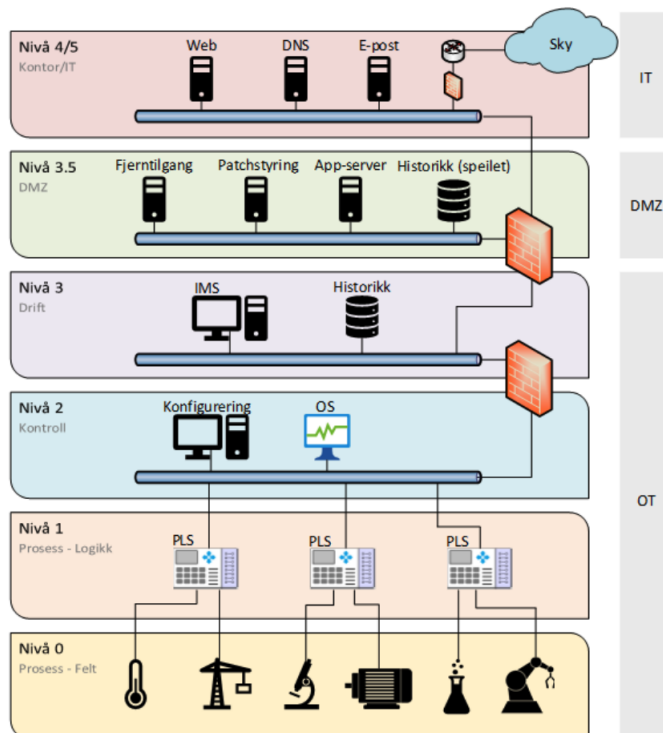 Nivå 4/5
Kontor/IT
Web
DNS
E-post
Sky
IT
Nivå 3.5
DMZ
Fjerntilgang
Patchstyring
App-server
Historikk (speilet)
DMZ
Nivå 3
Drift
IMS
Historikk
Nivå 2
Kontroll
Konfigurering
OS
OT
Nivå 1
Prosess - Logikk
PLS
PLS
PLS
Nivå 0
Prosess - Felt